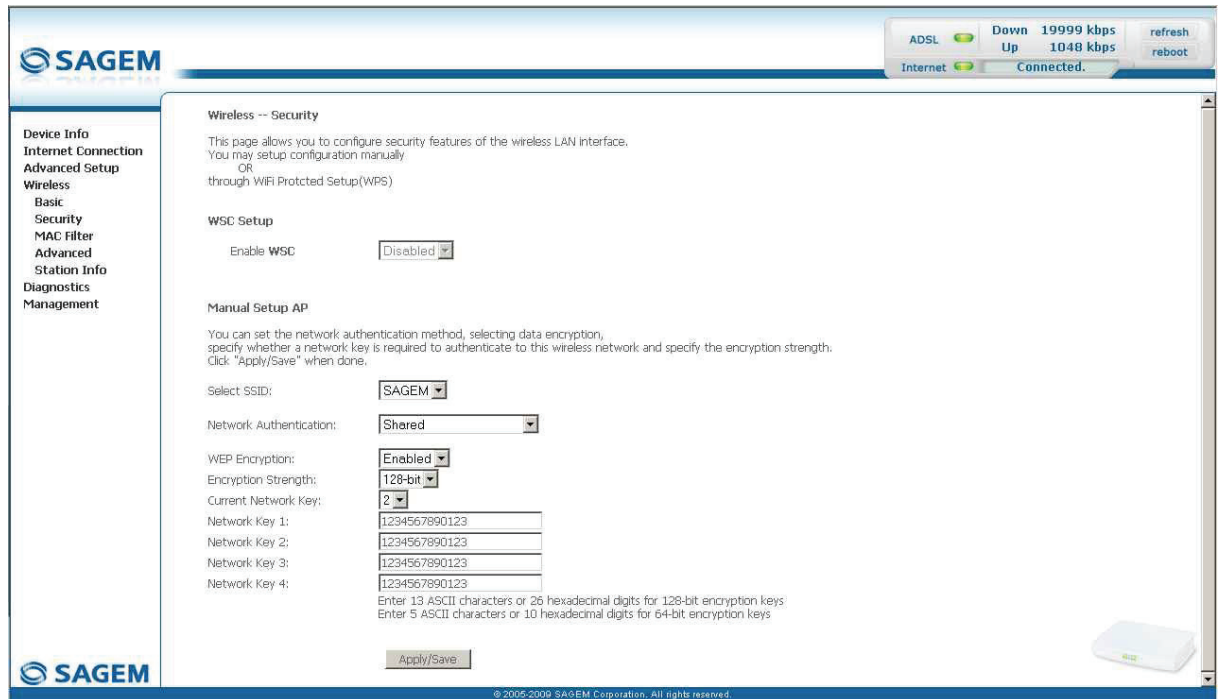 SAGEM
ADSL
Down 19999 kbps
Up 1048 kbps
Internet
Connected.
refresh
reboot
Device Info
Internet Connection
Advanced Setup
Wireless
Basic
Security
MAC Filter
Advanced
Station Info
Diagnostics
Management
Wireless -- Security
This page allows you to configure security features of the wireless LAN interface.
You may setup configuration manually
OR
through WiFi Protcted Setup(WPS)
WSC Setup
Enable WSC Disabled
Manual Setup AP
You can set the network authentication method, selecting data encryption,
specify whether a network key is required to authenticate to this wireless network and specify the encryption strength.
Click "Apply/Save" when done.
Select SSID: SAGEM
Network Authentication: Shared
WEP Encryption: Enabled
Encryption Strength: 128-bit
Current Network Key: 2
Network Key 1: 1234567890123
Network Key 2: 1234567890123
Network Key 3: 1234567890123
Network Key 4: 1234567890123
Enter 13 ASCII characters or 26 hexadecimal digits for 128-bit encryption keys
Enter 5 ASCII characters or 10 hexadecimal digits for 64-bit encryption keys
Apply/Save
SAGEM
© 2005-2009 SAGEM Corporation. All rights reserved.